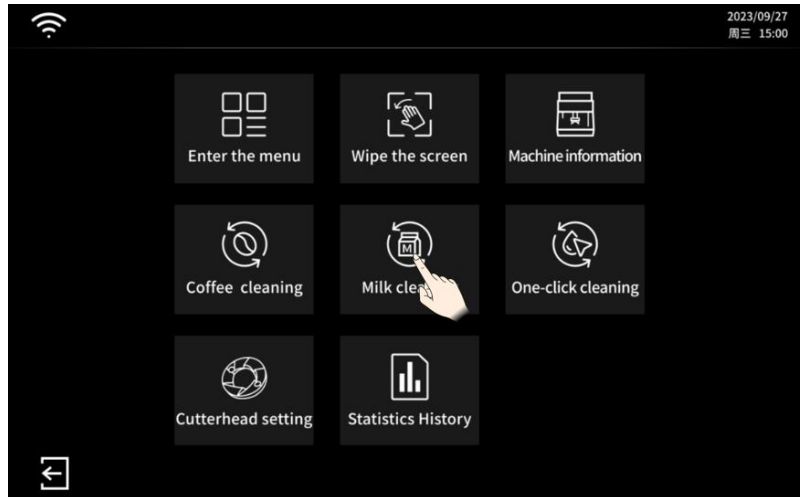 2023/09/27
周三 15:00
Enter the menu
Wipe the screen
Machine information
Coffee cleaning
Milk
One-click cleaning
Cutterhead setting
Statistics History